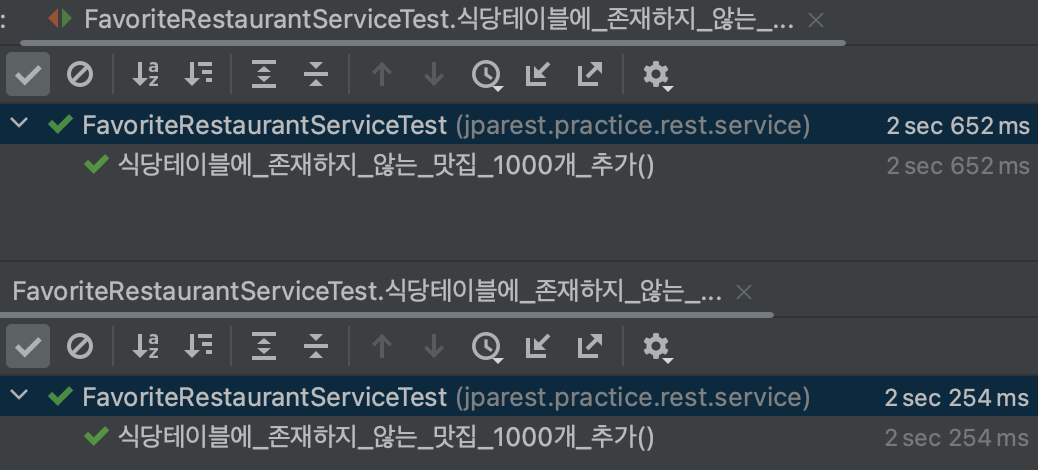 : FavoriteRestaurantServiceTest.식당테이블에_존재하지_않는_...
FavoriteRestaurantServiceTest (jparest.practice.rest.service) 2 sec 652 ms
식당테이블에_존재하지_않는_맛집_1000개_추가() 2 sec 652 ms
FavoriteRestaurantServiceTest.식당테이블에_존재하지_않는_...
FavoriteRestaurantServiceTest (jparest.practice.rest.service) 2 sec 254 ms
식당테이블에_존재하지_않는_맛집_1000개_추가() 2 sec 254 ms